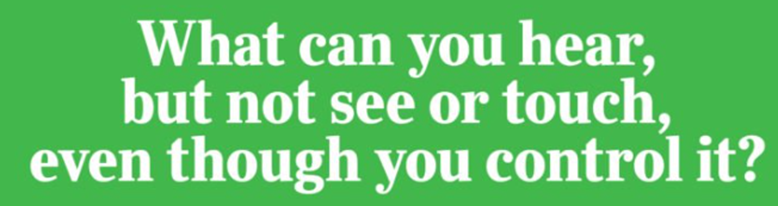 What can you hear,
but not see or touch,
even though you control it?